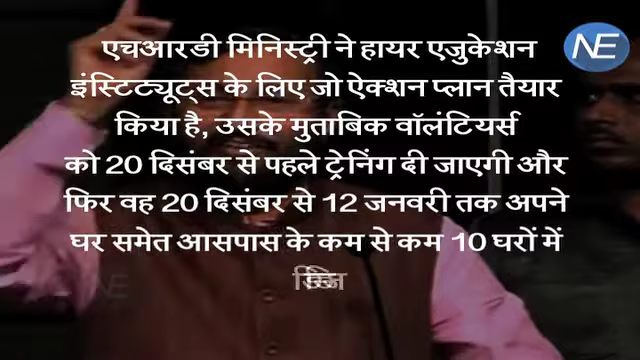 NE
एचआरडी मिनिस्ट्री ने हायर एजुकेशन
इंस्टिट्यूट्स के लिए जो ऐक्शन प्लान तैयार
किया है, उसके मुताबिक वॉलंटियर्स
को 20 दिसंबर से पहले ट्रेनिंग दी जाएगी और
फिर वह 20 दिसंबर से 12 जनवरी तक अपने
घर समेत आसपास के कम से कम 10 घरों में
NE